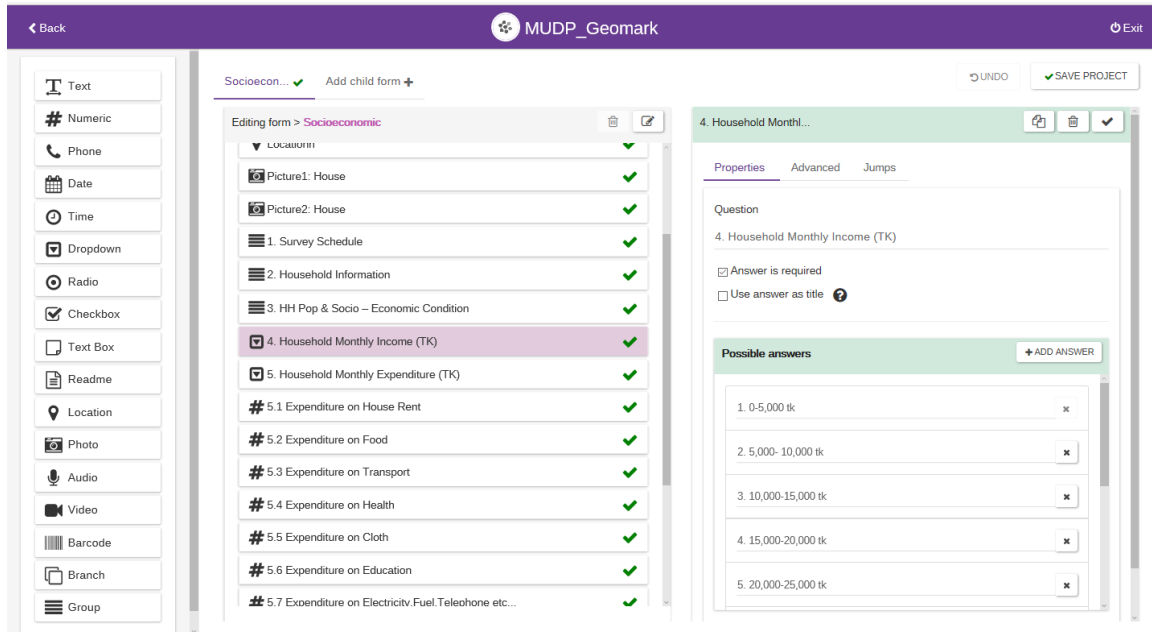 Back
MUDP_Geomark
Exit
Text
Numeric
Phone
Date
Time
Dropdown
Radio
Checkbox
Text Box
Readme
Location
Photo
Audio
Video
Barcode
Branch
Group
Socioecon...
Add child form
UNDO
SAVE PROJECT
Editing form > Socioeconomic
Locationn
Picture1: House
Picture2: House
1. Survey Schedule
2. Household Information
3. HH Pop & Socio – Economic Condition
4. Household Monthly Income (TK)
5. Household Monthly Expenditure (TK)
5.1 Expenditure on House Rent
5.2 Expenditure on Food
5.3 Expenditure on Transport
5.4 Expenditure on Health
5.5 Expenditure on Cloth
5.6 Expenditure on Education
5.7 Expenditure on Electricity,Fuel,Telephone etc...
4. Household Monthl...
Properties
Advanced
Jumps
Question
4. Household Monthly Income (TK)
Answer is required
Use answer as title ?
Possible answers
+ ADD ANSWER
1. 0-5,000 tk
2. 5,000- 10,000 tk
3. 10,000-15,000 tk
4. 15,000-20,000 tk
5. 20,000-25,000 tk